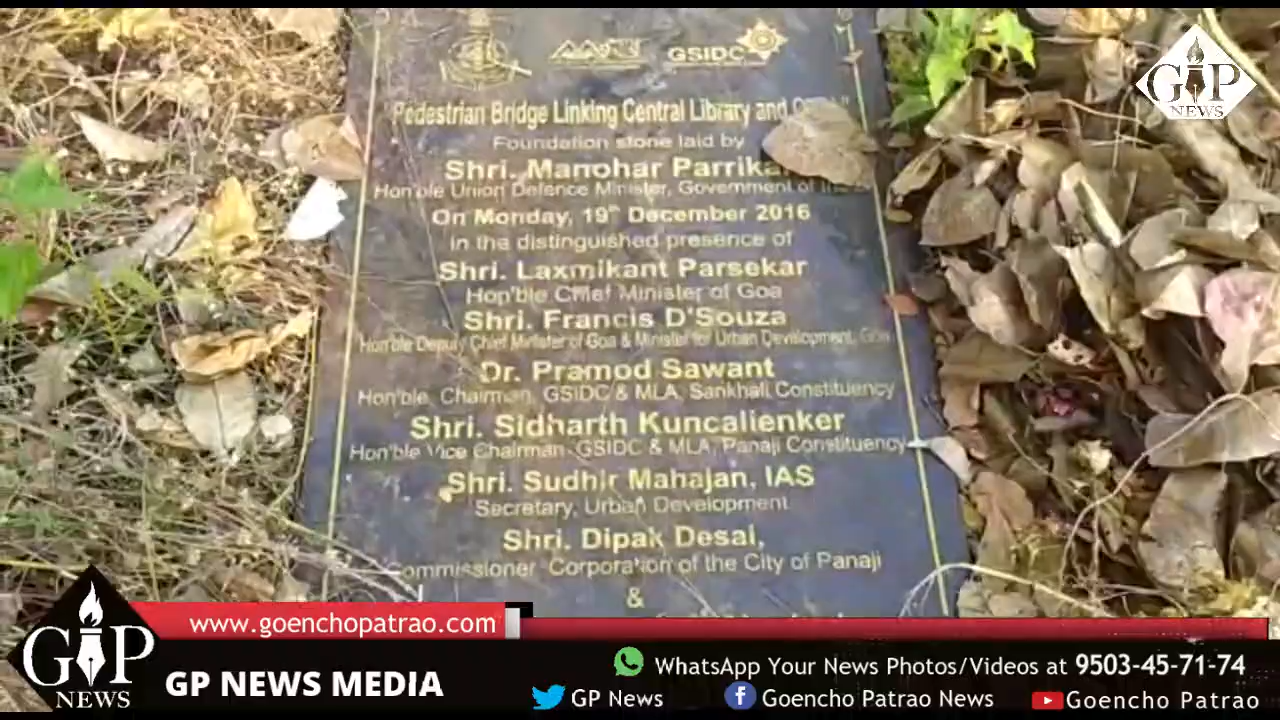 GSIDC
GP
NEWS
"Pedestrian Bridge Linking Central Library and
Foundation stone laid by
Shri. Manohar Parrikar
Hon'ble Union Defence Minister, Government of India
On Monday, 19th December 2016
in the distinguished presence of
Shri. Laxmikant Parsekar
Hon'ble Chief Minister of Goa
Shri. Francis D'Souza
Hon'ble Deputy Chief Minister of Goa & Minister for Urban Development, Goa
Dr. Pramod Sawant
Hon'ble, Chairman, GSIDC & MLA, Sankhali Constituency
Shri. Sidharth Kuncalienker
Hon'ble Vice Chairman GSIDC & MLA, Panaji Constituency
Shri. Sudhir Mahajan, IAS
Secretary, Urban Development
Shri. Dipak Desai,
Commissioner Corporation of the City of Panaji
&
www.goenchopatrao.com
GP
NEWS
GP NEWS MEDIA
WhatsApp Your News Photos/Videos at 9503-45-71-74
GP News Goencho Patrao News Goencho Patrao